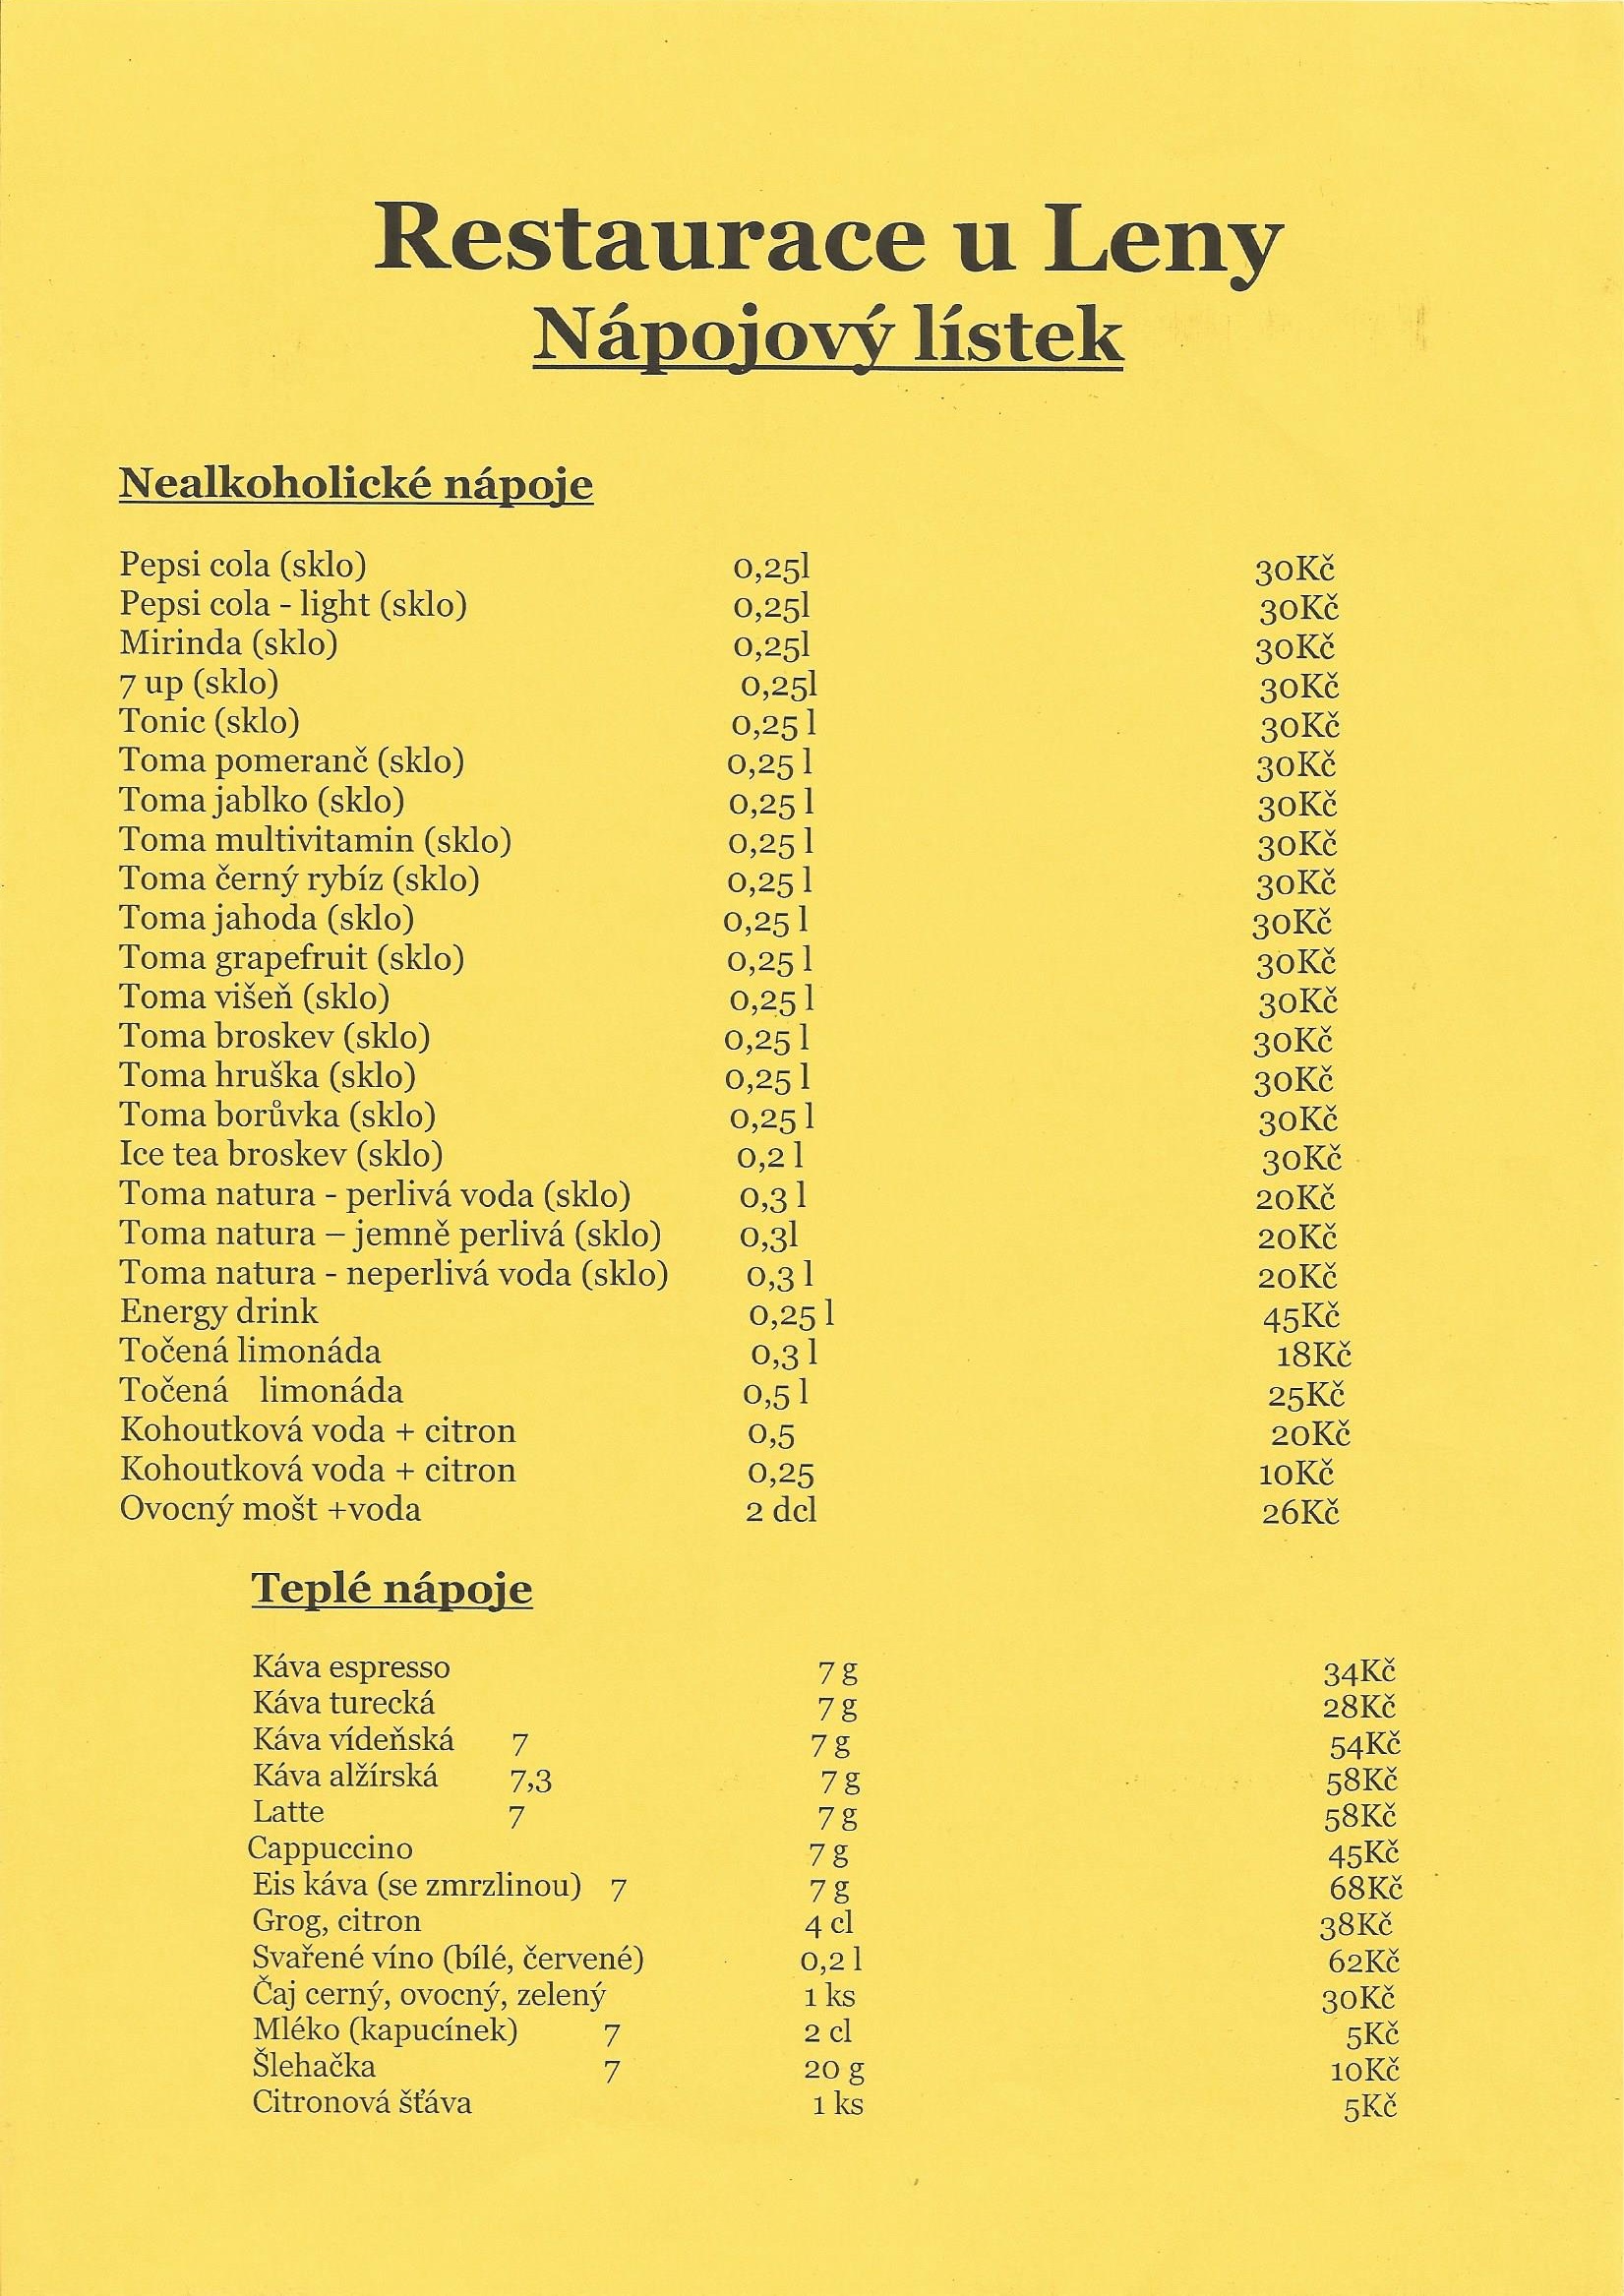 Restaurace u Leny
Nápojový lístek
Nealkoholické nápoje
Pepsi cola (sklo) 0,25l 30Kč
Pepsi cola - light (sklo) 0,25l 30Kč
Mirinda (sklo) 0,25l 30Kč
7 up (sklo) 0,25l 30Kč
Tonic (sklo) 0,25 l 30Kč
Toma pomeranč (sklo) 0,25 l 30Kč
Toma jablko (sklo) 0,25 l 30Kč
Toma multivitamin (sklo) 0,25 l 30Kč
Toma černý rybíz (sklo) 0,25 l 30Kč
Toma jahoda (sklo) 0,25 l 30Kč
Toma grapefruit (sklo) 0,25 l 30Kč
Toma višeň (sklo) 0,25 l 30Kč
Toma broskev (sklo) 0,25 l 30Kč
Toma hruška (sklo) 0,25 l 30Kč
Toma borůvka (sklo) 0,25 l 30Kč
Ice tea broskev (sklo) 0,2 l 30Kč
Toma natura - perlivá voda (sklo) 0,3 l 20Kč
Toma natura – jemně perlivá (sklo) 0,3l 20Kč
Toma natura - neperlivá voda (sklo) 0,3 l 20Kč
Energy drink 0,25 l 45Kč
Točená limonáda 0,3 l 18Kč
Točená limonáda 0,5 l 25Kč
Kohoutková voda + citron 0,5 20Kč
Kohoutková voda + citron 0,25 10Kč
Ovocný mošt +voda 2 dcl 26Kč
Teplé nápoje
Káva espresso 7 g 34Kč
Káva turecká 7 g 28Kč
Káva vídeňská 7 7 g 54Kč
Káva alžírská 7,3 7 g 58Kč
Latte 7 7 g 58Kč
Cappuccino 7 g 45Kč
Eis káva (se zmrzlinou) 7 7 g 68Kč
Grog, citron 4 cl 38Kč
Svařené víno (bílé, červené) 0,2 l 62Kč
Čaj cerný, ovocný, zelený 1 ks 30Kč
Mléko (kapucínek) 7 2 cl 5Kč
Šlehačka 7 20 g 10Kč
Citronová šťáva 1 ks 5Kč